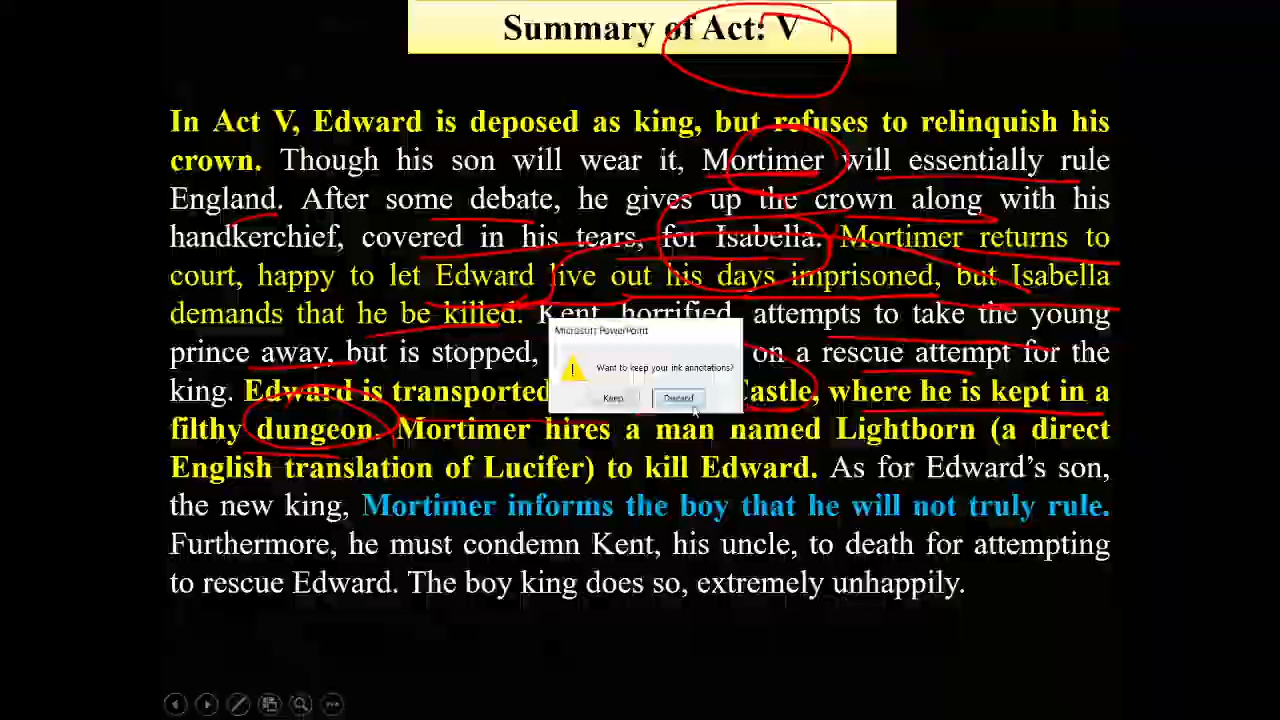 Summary of Act: V
In Act V, Edward is deposed as king, but refuses to relinquish his
crown. Though his son will wear it, Mortimer will essentially rule
England. After some debate, he gives up the crown along with his
handkerchief, covered in his tears, for Isabella. Mortimer returns to
court, happy to let Edward live out his days imprisoned, but Isabella
demands that he be killed. Kent, horrified, attempts to take the young
prince away, but is stopped, on a rescue attempt for the
king. Edward is transported Castle, where he is kept in a
filthy dungeon. Mortimer hires a man named Lightborn (a direct
English translation of Lucifer) to kill Edward. As for Edward's son,
the new king, Mortimer informs the boy that he will not truly rule.
Furthermore, he must condemn Kent, his uncle, to death for attempting
to rescue Edward. The boy king does so, extremely unhappily.
Microsoft PowerPoint
Want to keep your ink annotations?
Keep Discard